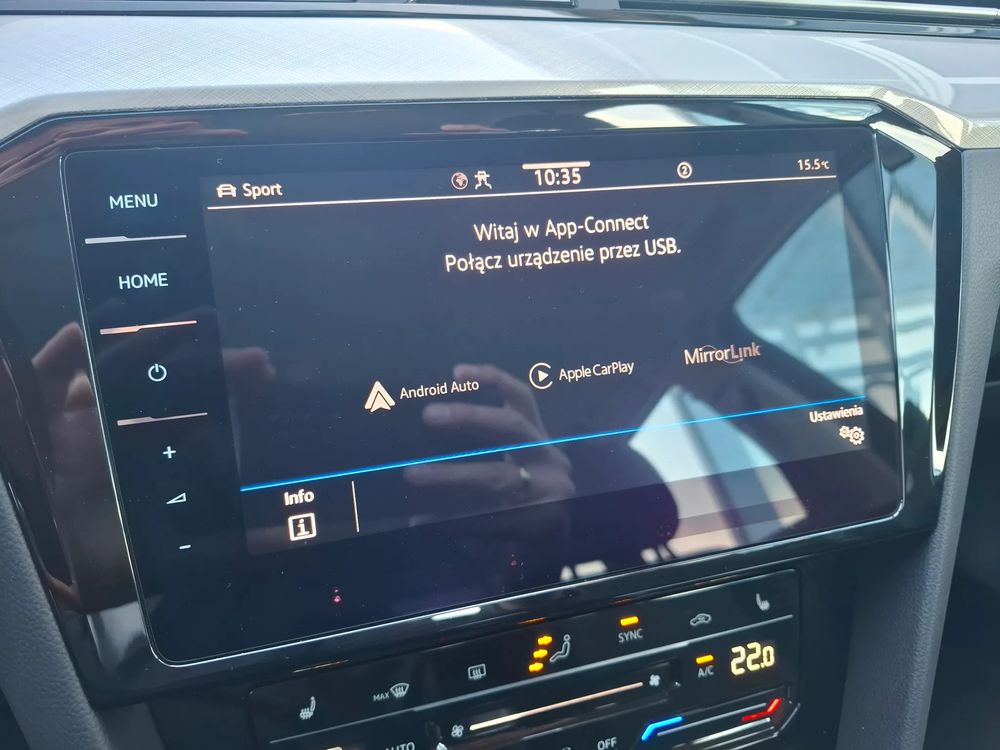 Sport
10:35
2
15.5°C
MENU
HOME
Witaj w App-Connect
Połącz urządzenie przez USB.
Android Auto
Apple CarPlay
MirrorLink
Ustawienia
Info
i
+
-
SYNC
MAX
A/C
22.0
AUTO
OFF